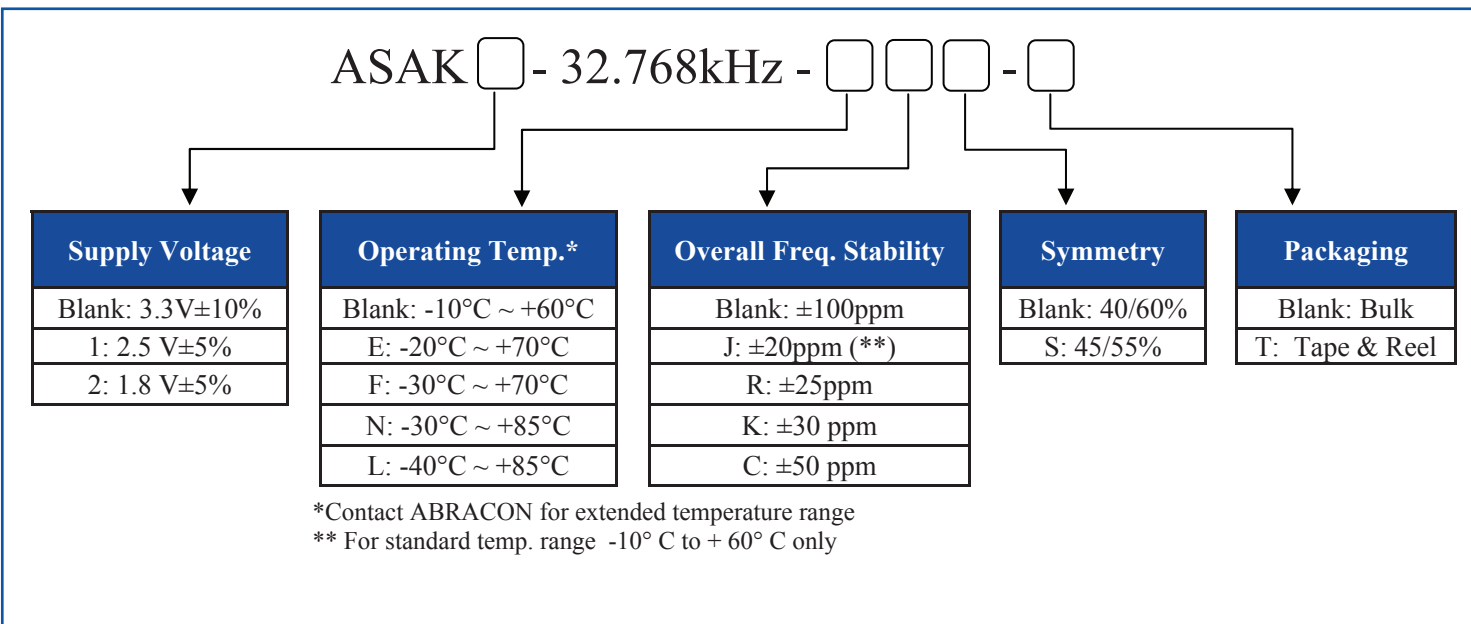 ASAK - 32.768kHz - -
Supply Voltage
Blank: 3.3V±10%
1: 2.5 V±5%
2: 1.8 V±5%
Operating Temp.*
Blank: -10°C ~ +60°C
E: -20°C ~ +70°C
F: -30°C ~ +70°C
N: -30°C ~ +85°C
L: -40°C ~ +85°C
Overall Freq. Stability
Blank: ±100ppm
J: ±20ppm (**)
R: ±25ppm
K: ±30 ppm
C: ±50 ppm
Symmetry
Blank: 40/60%
S: 45/55%
Packaging
Blank: Bulk
T: Tape & Reel
*Contact ABRACON for extended temperature range
** For standard temp. range -10° C to + 60° C only